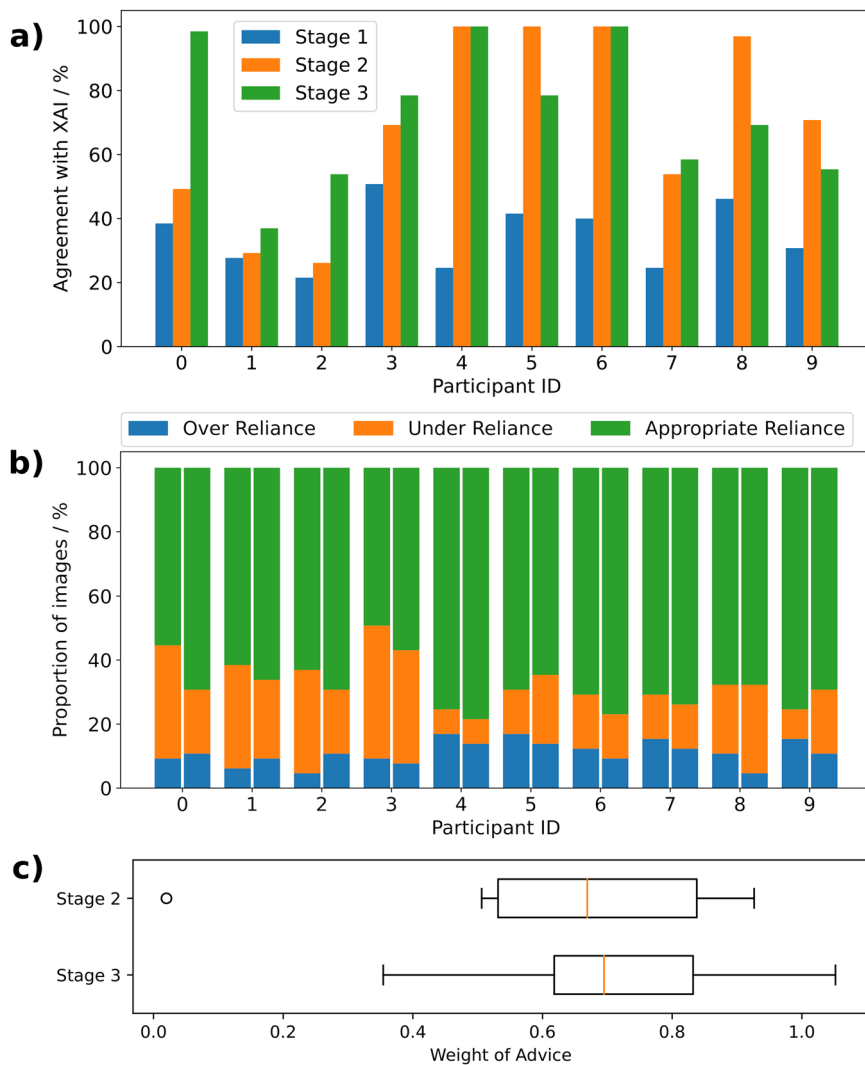 a)
Agreement with XAI / %
100
80
60
40
20
0
Stage 1
Stage 2
Stage 3
0 1 2 3 4 5 6 7 8 9
Participant ID
Over Reliance Under Reliance Appropriate Reliance
b)
Proportion of images / %
100
80
60
40
20
0
0 1 2 3 4 5 6 7 8 9
Participant ID
c)
Stage 2
Stage 3
0.0 0.2 0.4 0.6 0.8 1.0
Weight of Advice